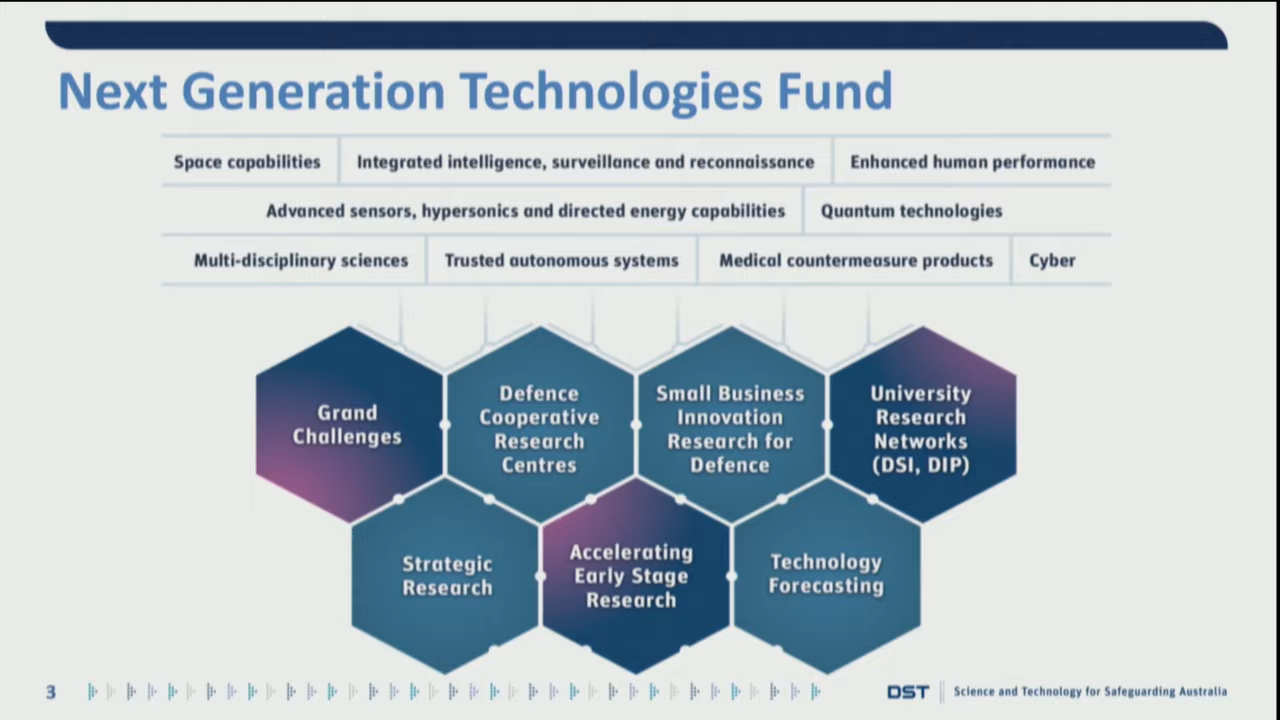 Next Generation Technologies Fund
Space capabilities
Integrated intelligence, surveillance and reconnaissance
Enhanced human performance
Advanced sensors, hypersonics and directed energy capabilities
Quantum technologies
Multi-disciplinary sciences
Trusted autonomous systems
Medical countermeasure products
Cyber
Grand
Challenges
Defence
Cooperative
Research
Centres
Small Business
Innovation
Research for
Defence
University
Research
Networks
(DSI, DIP)
Strategic
Research
Accelerating
Early Stage
Research
Technology
Forecasting
3
DST
Science and Technology for Safeguarding Australia